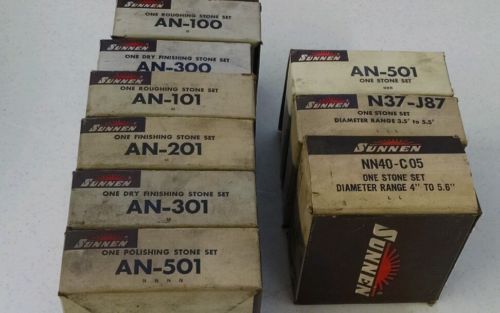 SUNNEN
ONE ROUGHING STONE SET
AN-100
SUNNEN
ONE DRY FINISHING STONE SET
AN-300
SUNNEN
ONE ROUGHING STONE SET
AN-101
SUNNEN
ONE FINISHING STONE SET
AN-201
SUNNEN
ONE DRY FINISHING STONE SET
AN-301
SUNNEN
ONE POLISHING STONE SET
AN-501
N N N N
SUNNEN
AN-501
ONE STONE SET
SUNNEN
N37-J87
ONE STONE SET
DIAMETER RANGE 3.5" to 5.5"
SUNNEN
NN40-C05
ONE STONE SET
DIAMETER RANGE 4" TO 5.6"
L L
SUNNEN